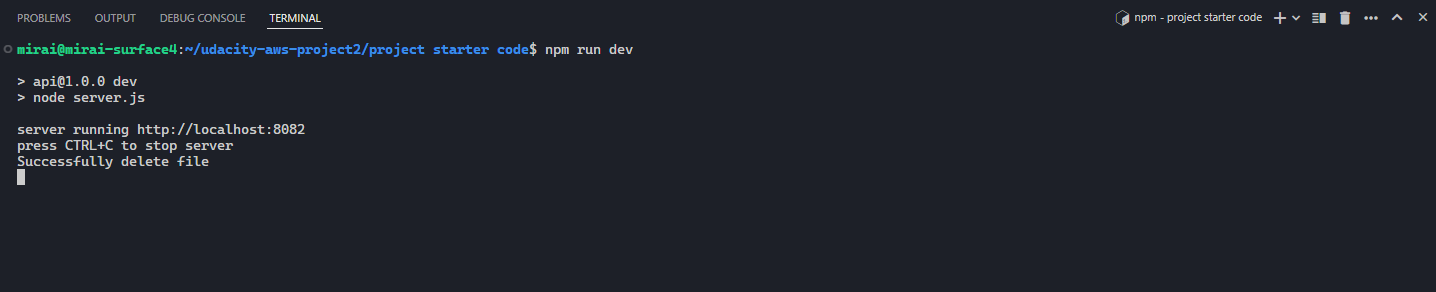 PROBLEMS OUTPUT DEBUG CONSOLE TERMINAL npm - project starter code
mirai@mirai-surface4:~/udacity-aws-project2/project starter code$ npm run dev
> api@1.0.0 dev
> node server.js
server running http://localhost:8082
press CTRL+C to stop server
Successfully delete file